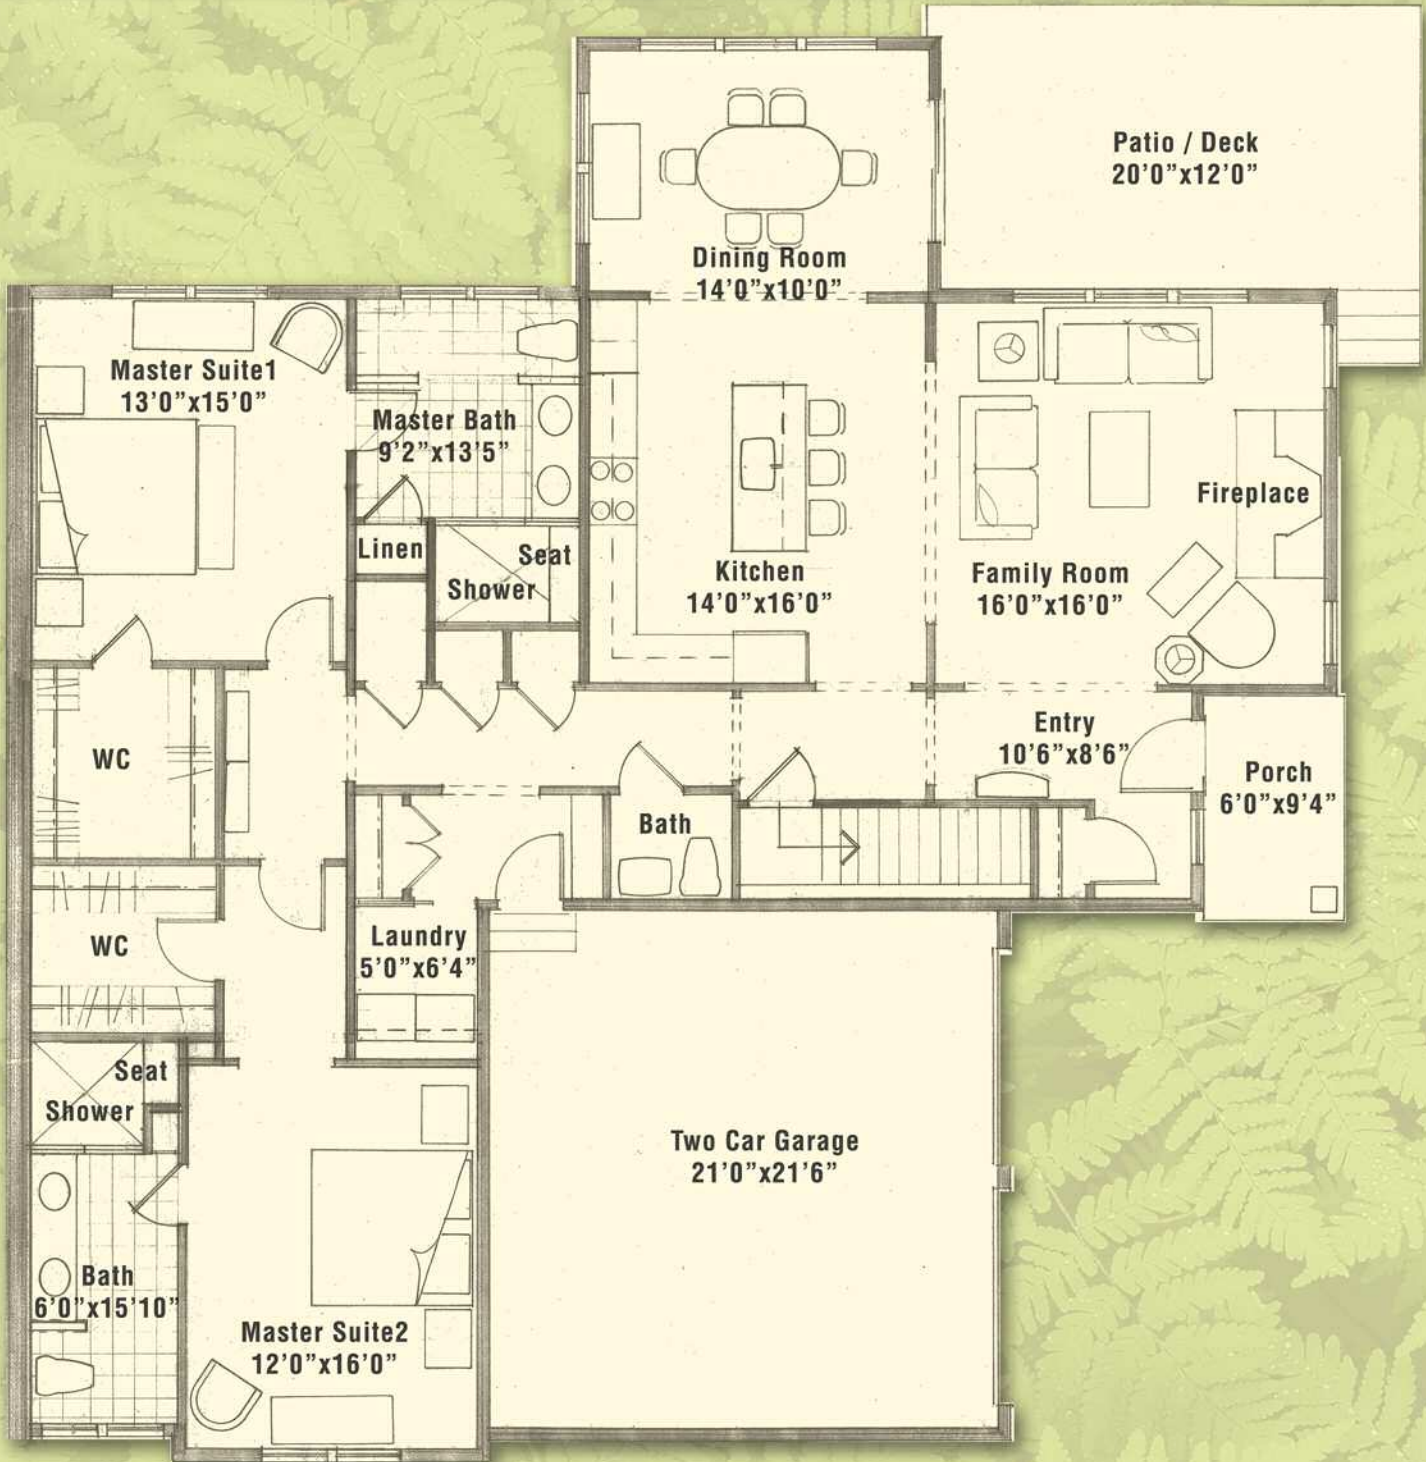 Patio / Deck
20'0"x12'0"
Dining Room
14'0"x10'0"
Master Suite1
13'0"x15'0"
Master Bath
9'2"x13'5"
Fireplace
Linen
Seat
Shower
Kitchen
14'0"x16'0"
Family Room
16'0"x16'0"
Entry
10'6"x8'6"
WC
Porch
6'0"x9'4"
Bath
WC
Laundry
5'0"x6'4"
Seat
Shower
Two Car Garage
21'0"x21'6"
Bath
6'0"x15'10"
Master Suite2
12'0"x16'0"